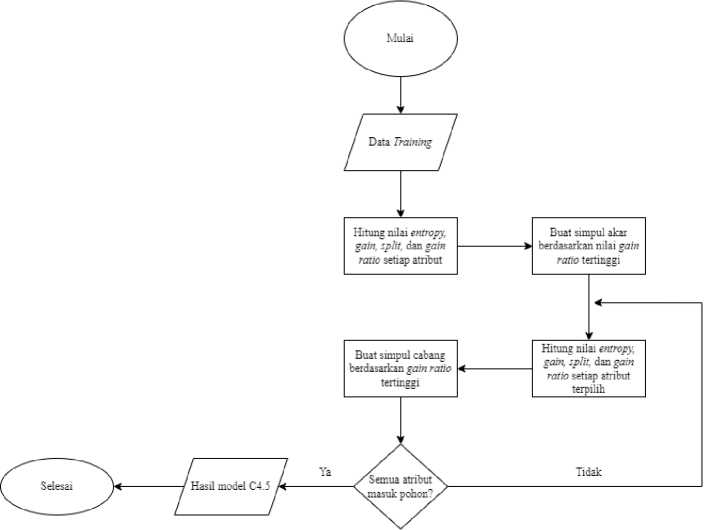 Mulai
Data Training
Hitung nilai entropy,
gain, split, dan gain
ratio setiap atribut
Buat simpul akar
berdasarkan nilai gain
ratio tertinggi
Hitung nilai entropy,
gain, split, dan gain
ratio setiap atribut
terpilih
Buat simpul cabang
berdasarkan gain ratio
tertinggi
Semua atribut
masuk pohon?
Tidak
Ya
Hasil model C4.5
Selesai